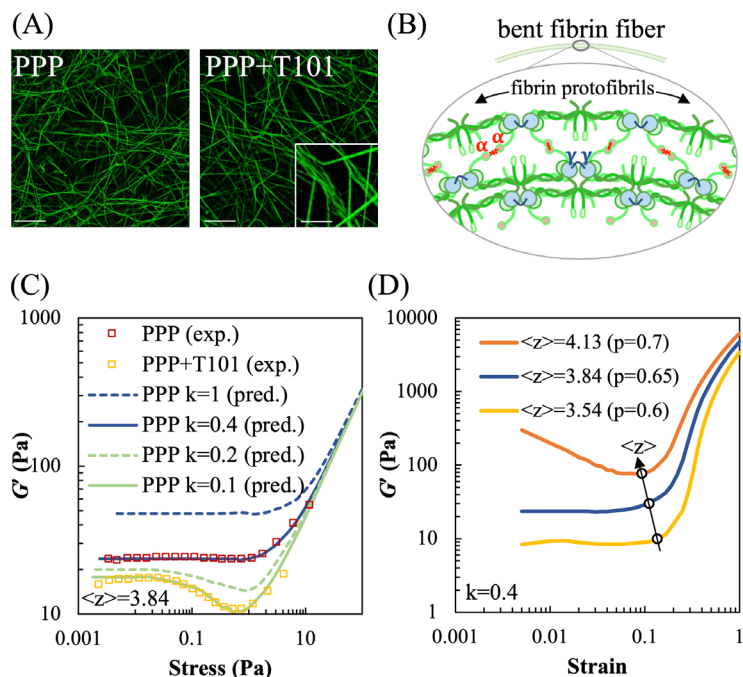 (A)
PPP
PPP+T101
(B)
bent fibrin fiber
fibrin protofibrils
α α
γγ
(C)
1000
100
10
G′ (Pa)
PPP (exp.)
PPP+T101 (exp.)
PPP k=1 (pred.)
PPP k=0.4 (pred.)
PPP k=0.2 (pred.)
PPP k=0.1 (pred.)
<z>=3.84
0.001
0.1
10
Stress (Pa)
(D)
10000
1000
100
10
1
G′ (Pa)
<z>=4.13 (p=0.7)
<z>=3.84 (p=0.65)
<z>=3.54 (p=0.6)
<z>
k=0.4
0.001
0.01
0.1
1
Strain